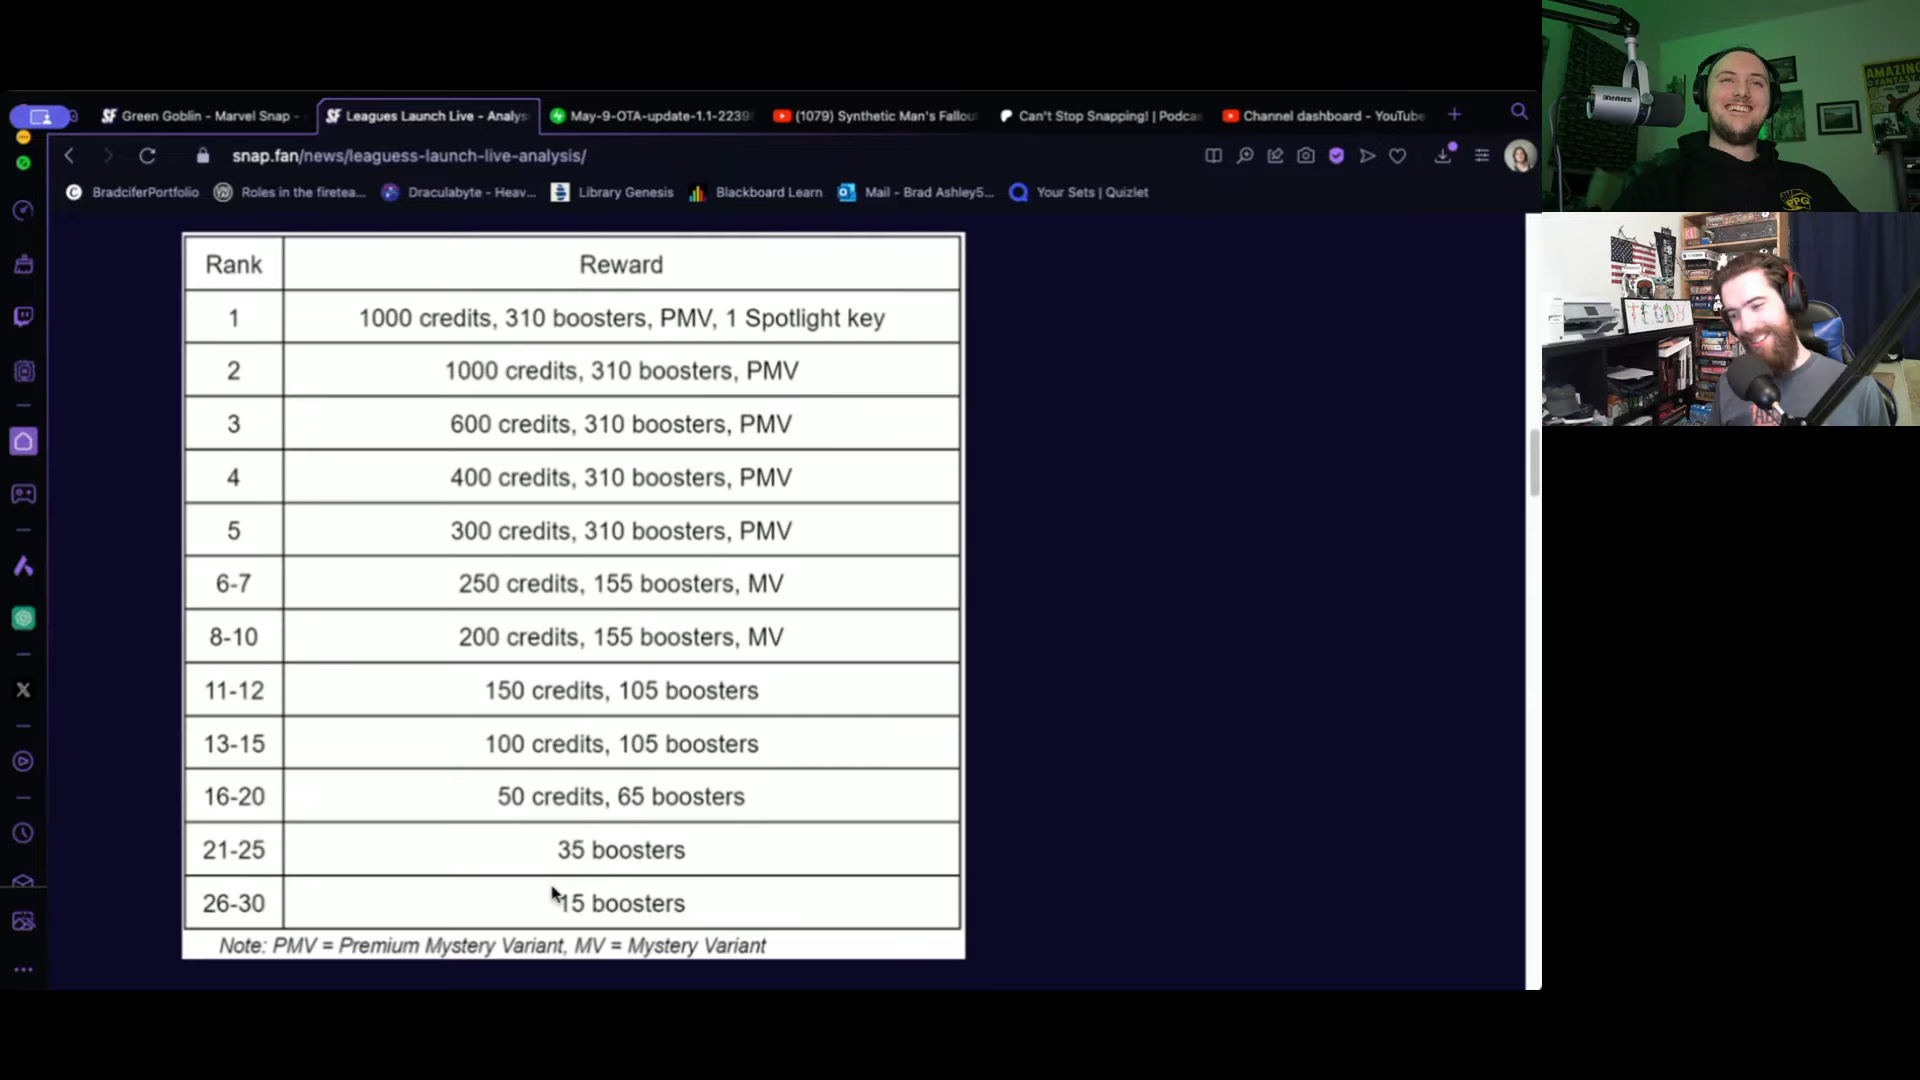 Green Goblin - Marvel Snap -
Leagues Launch Live - Analys
May-9-OTA-update-1.1-2239
(1079) Synthetic Man's Fallou
Can't Stop Snapping! | Podca
Channel dashboard - YouTube
snap.fan/news/leaguess-launch-live-analysis/
BradciferPortfolio
Roles in the firetea...
Draculabyte - Heav...
Library Genesis
Blackboard Learn
Mail - Brad Ashley5...
Your Sets | Quizlet
Rank Reward
1 1000 credits, 310 boosters, PMV, 1 Spotlight key
2 1000 credits, 310 boosters, PMV
3 600 credits, 310 boosters, PMV
4 400 credits, 310 boosters, PMV
5 300 credits, 310 boosters, PMV
6-7 250 credits, 155 boosters, MV
8-10 200 credits, 155 boosters, MV
11-12 150 credits, 105 boosters
13-15 100 credits, 105 boosters
16-20 50 credits, 65 boosters
21-25 35 boosters
26-30 15 boosters
Note: PMV = Premium Mystery Variant, MV = Mystery Variant
SHURE
AMAZING
FANTASY
PPG